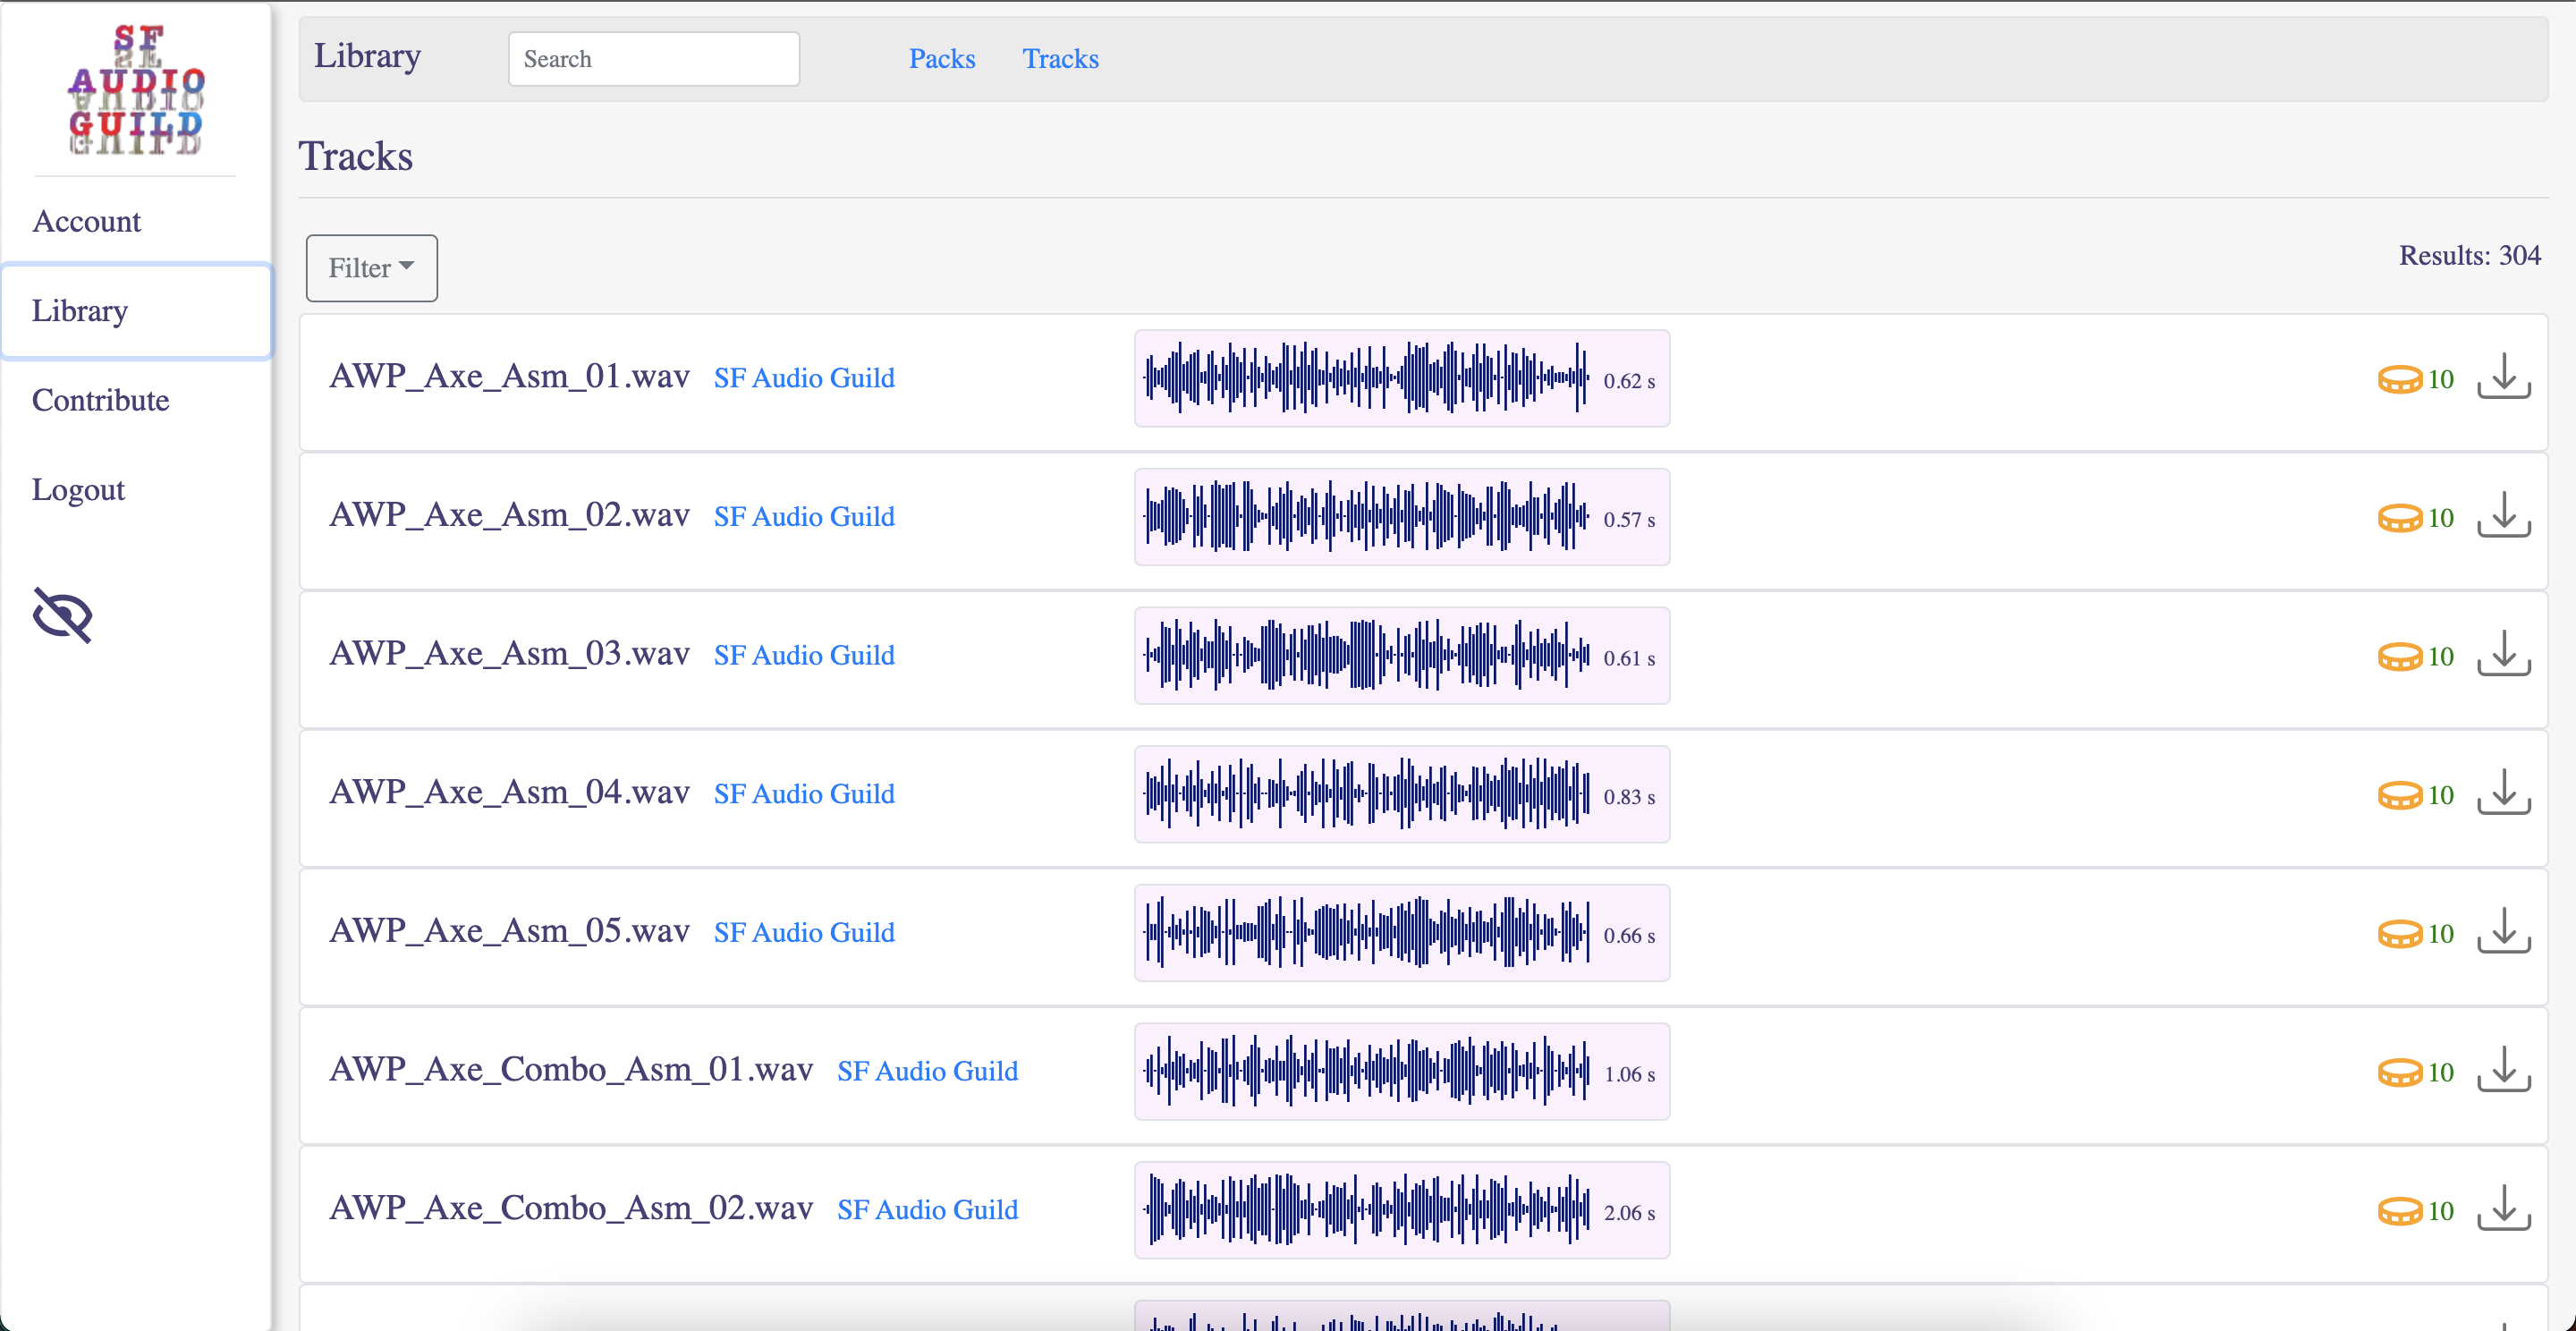 SF
AUDIO
GUILD
Account
Library
Contribute
Logout
Library Search Packs Tracks
Tracks
Filter
Results: 304
AWP_Axe_Asm_01.wav SF Audio Guild 0.62 s 10
AWP_Axe_Asm_02.wav SF Audio Guild 0.57 s 10
AWP_Axe_Asm_03.wav SF Audio Guild 0.61 s 10
AWP_Axe_Asm_04.wav SF Audio Guild 0.83 s 10
AWP_Axe_Asm_05.wav SF Audio Guild 0.66 s 10
AWP_Axe_Combo_Asm_01.wav SF Audio Guild 1.06 s 10
AWP_Axe_Combo_Asm_02.wav SF Audio Guild 2.06 s 10